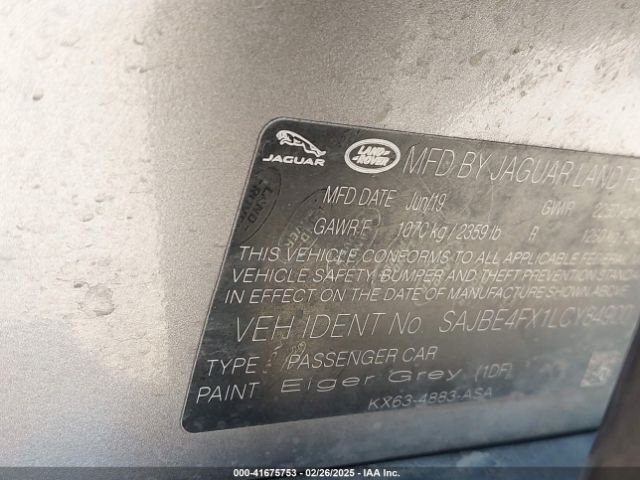 JAGUAR
LAND ROVER
MFD BY JAGUAR LAND R
MFD DATE Jun/19 GVWR
GAWR F 1070 kg / 2359 lb R
THIS VEHICLE CONFORMS TO ALL APPLICABLE FEDERAL
VEHICLE SAFETY, BUMPER AND THEFT PREVENTION STANDARDS
IN EFFECT ON THE DATE OF MANUFACTURE SHOWN ABOVE
VEH IDENT No. SAJBE4FX1LCY84900
TYPE PASSENGER CAR
PAINT Eiger Grey (1DF)
KX63-4883-ASA
000-41675753 02/26/2025 IAA Inc.